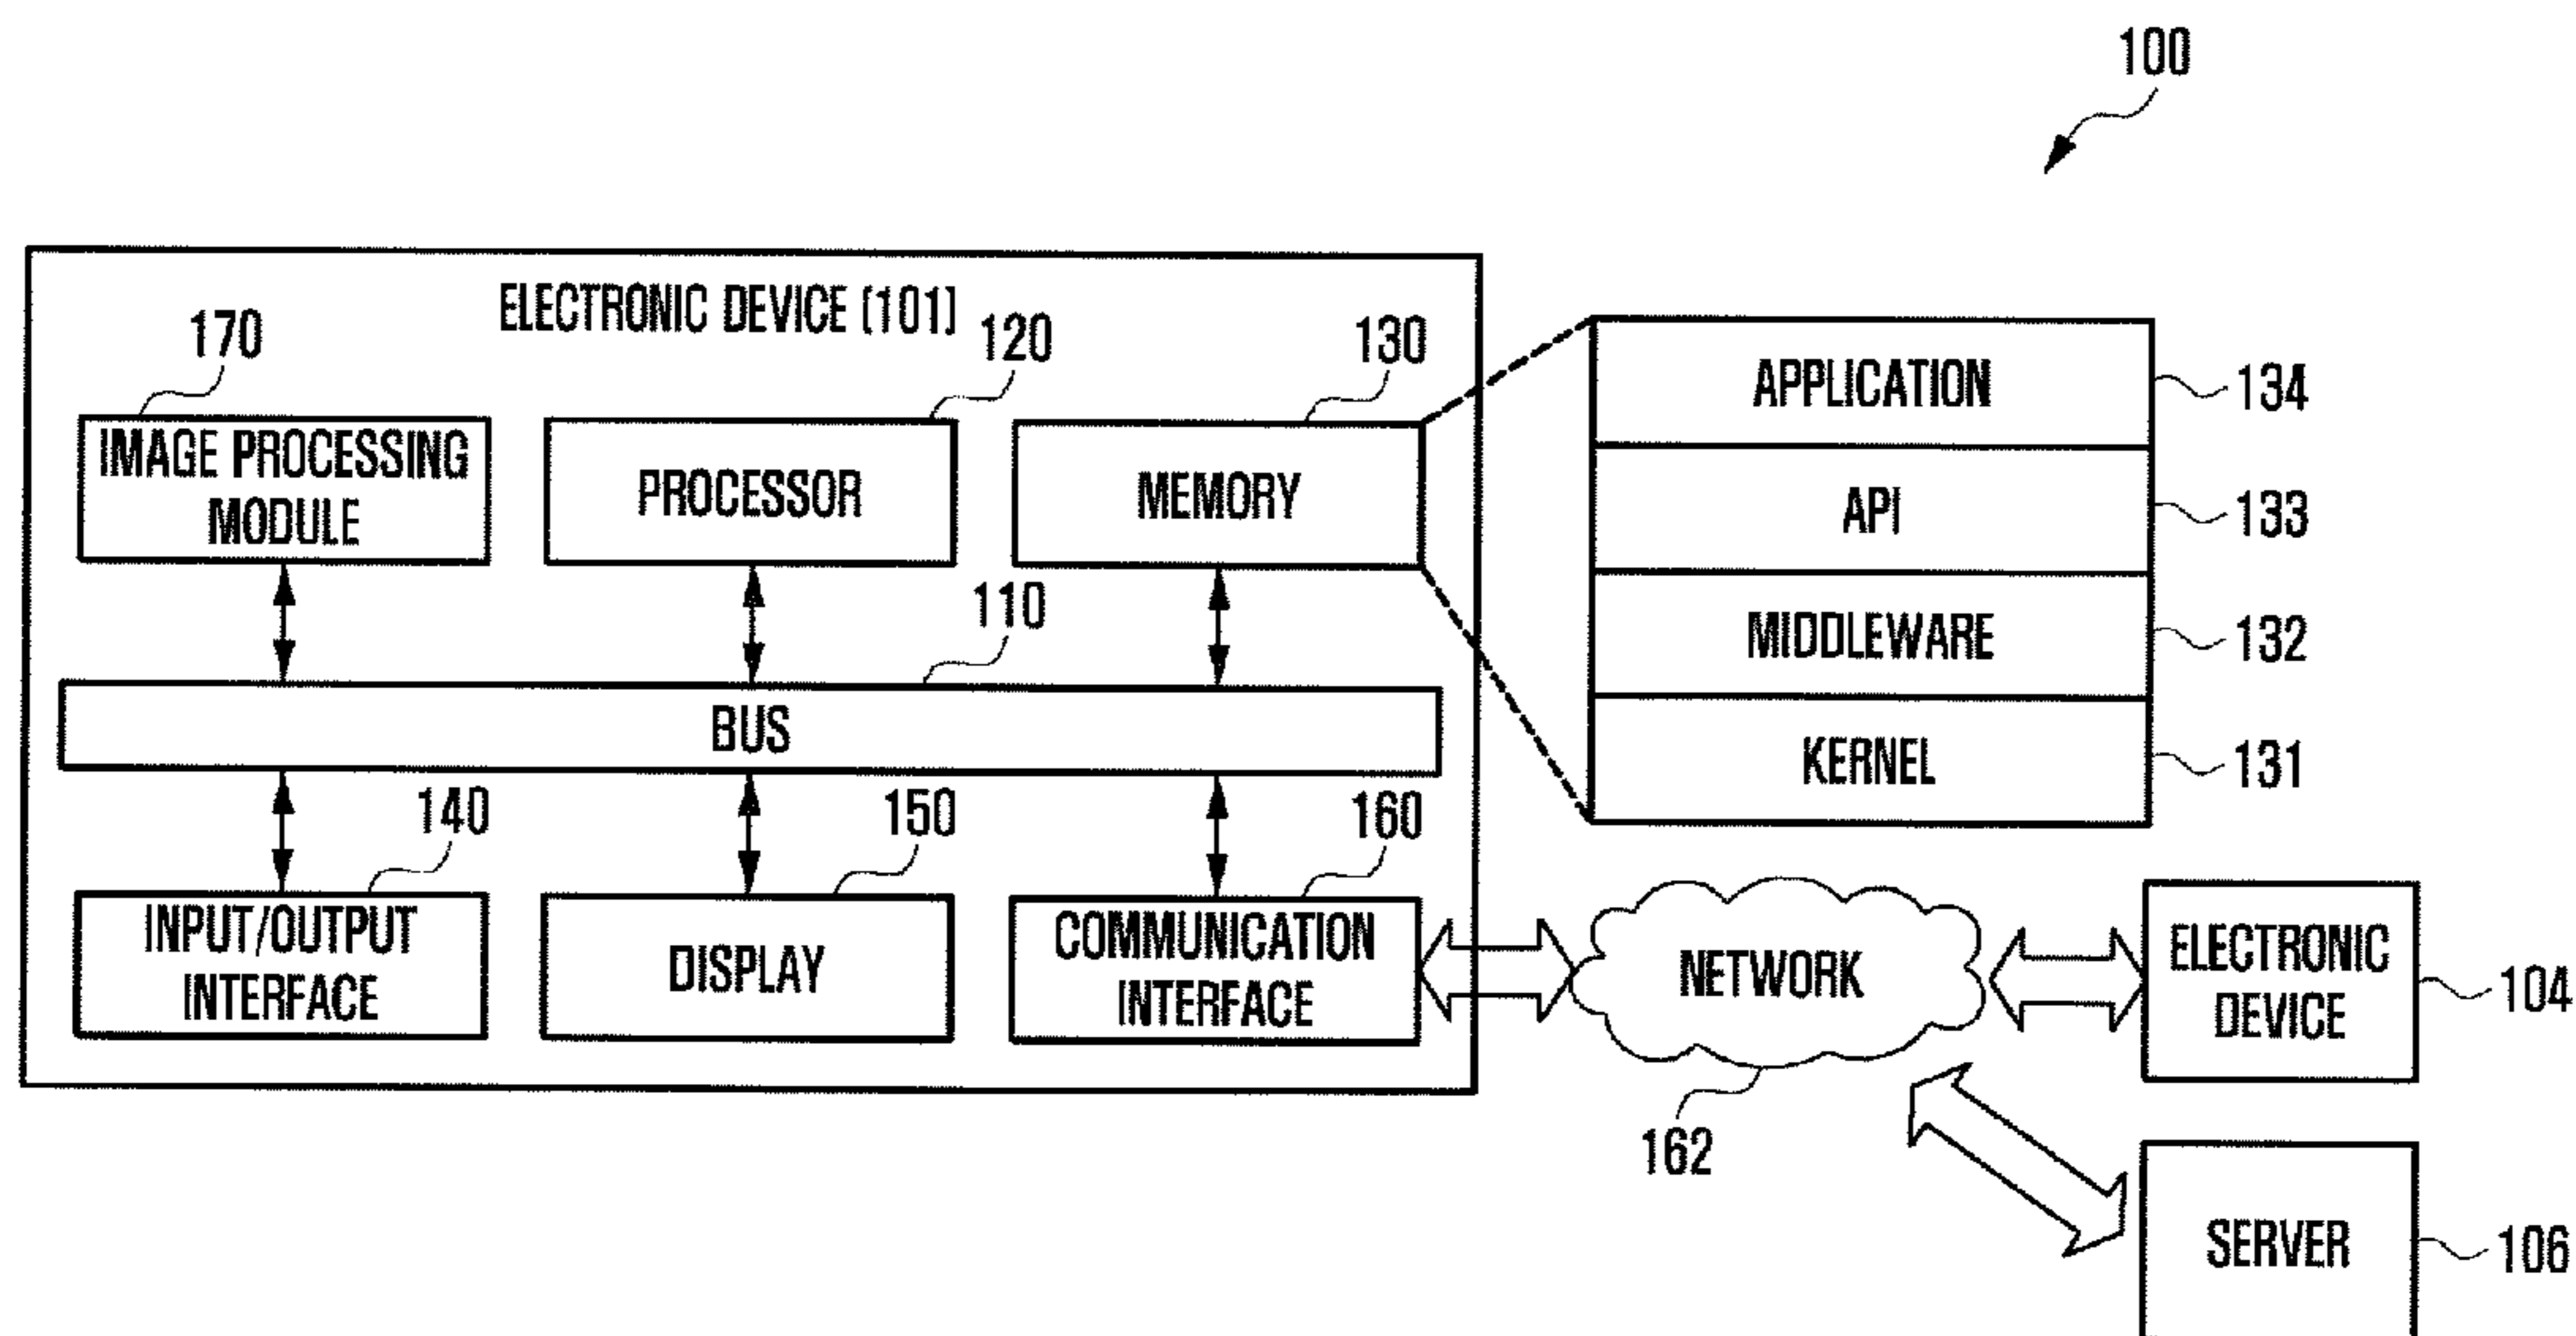 100
ELECTRONIC DEVICE [101]
170
120
130
IMAGE PROCESSING
MODULE
PROCESSOR
MEMORY
110
BUS
140
150
160
INPUT/OUTPUT
INTERFACE
DISPLAY
COMMUNICATION
INTERFACE
APPLICATION
134
API
133
MIDDLEWARE
132
KERNEL
131
NETWORK
162
ELECTRONIC
DEVICE
104
SERVER
106